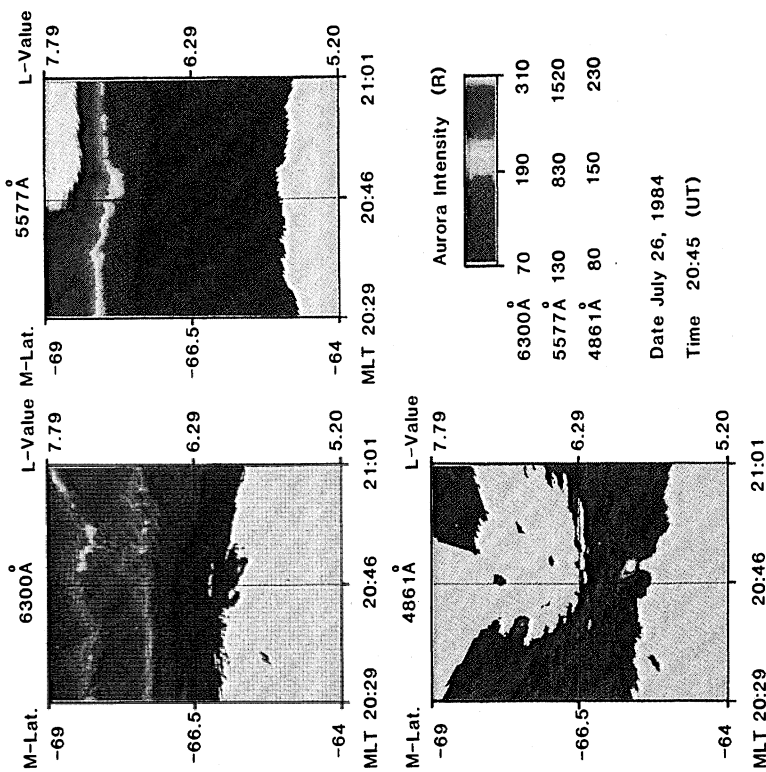 6300Å
M-Lat. L-Value
-69 7.79
-66.5 6.29
-64 5.20
MLT 20:29 20:46 21:01
5577Å
M-Lat. L-Value
-69 7.79
-66.5 6.29
-64 5.20
MLT 20:29 20:46 21:01
4861Å
M-Lat. L-Value
-69 7.79
-66.5 6.29
-64 5.20
MLT 20:29 20:46 21:01
Aurora Intensity (R)
6300Å 70 190 310
5577Å 130 830 1520
4861Å 80 150 230
Date July 26, 1984
Time 20:45 (UT)